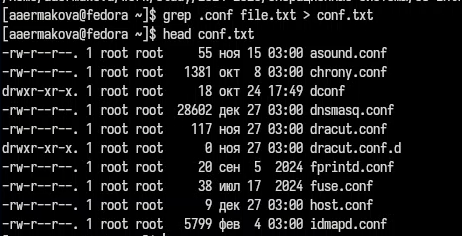 [aaermakova@fedora ~]$ grep .conf file.txt > conf.txt
[aaermakova@fedora ~]$ head conf.txt
-rw-r--r--. 1 root root     55 ноя 15 03:00 asound.conf
-rw-r--r--. 1 root root   1381 окт  8 03:00 chrony.conf
drwxr-xr-x. 1 root root     18 окт 24 17:49 dconf
-rw-r--r--. 1 root root  28602 дек 27 03:00 dnsmasq.conf
-rw-r--r--. 1 root root    117 ноя 27 03:00 dracut.conf
drwxr-xr-x. 1 root root      0 ноя 27 03:00 dracut.conf.d
-rw-r--r--. 1 root root     20 сен  5  2024 fprintd.conf
-rw-r--r--. 1 root root     38 июл 17  2024 fuse.conf
-rw-r--r--. 1 root root      9 дек 27 03:00 host.conf
-rw-r--r--. 1 root root   5799 фев  4 03:00 idmapd.conf